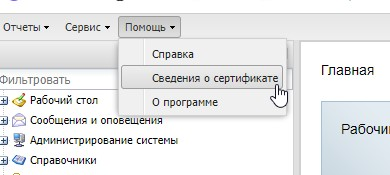 Отчеты Сервис Помощь
Справка
Сведения о сертификате
О программе
Главная
Фильтровать
Рабочий стол
Сообщения и оповещения
Администрирование системы
Справочники
Рабочи